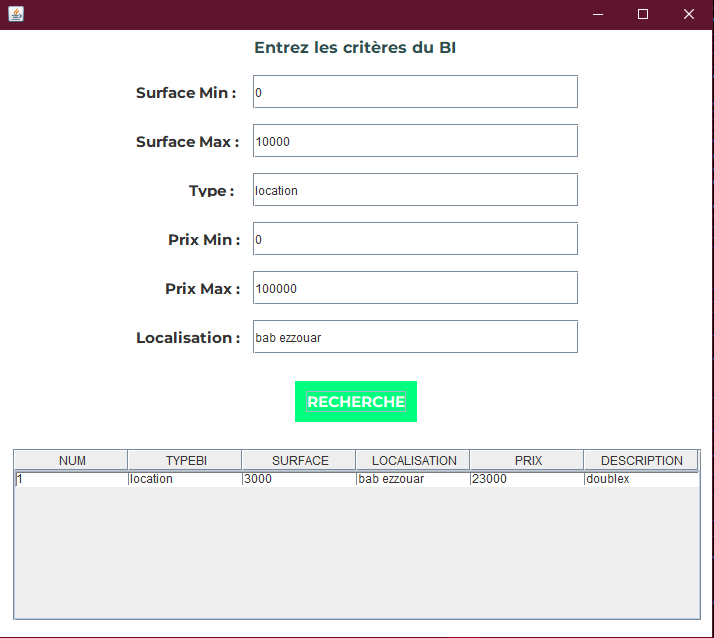 Entrez les critères du BI
Surface Min : 0
Surface Max : 10000
Type : location
Prix Min : 0
Prix Max : 100000
Localisation : bab ezzouar
RECHERCHE
NUM TYPEBI SURFACE LOCALISATION PRIX DESCRIPTION
1 location 3000 bab ezzouar 23000 doublex